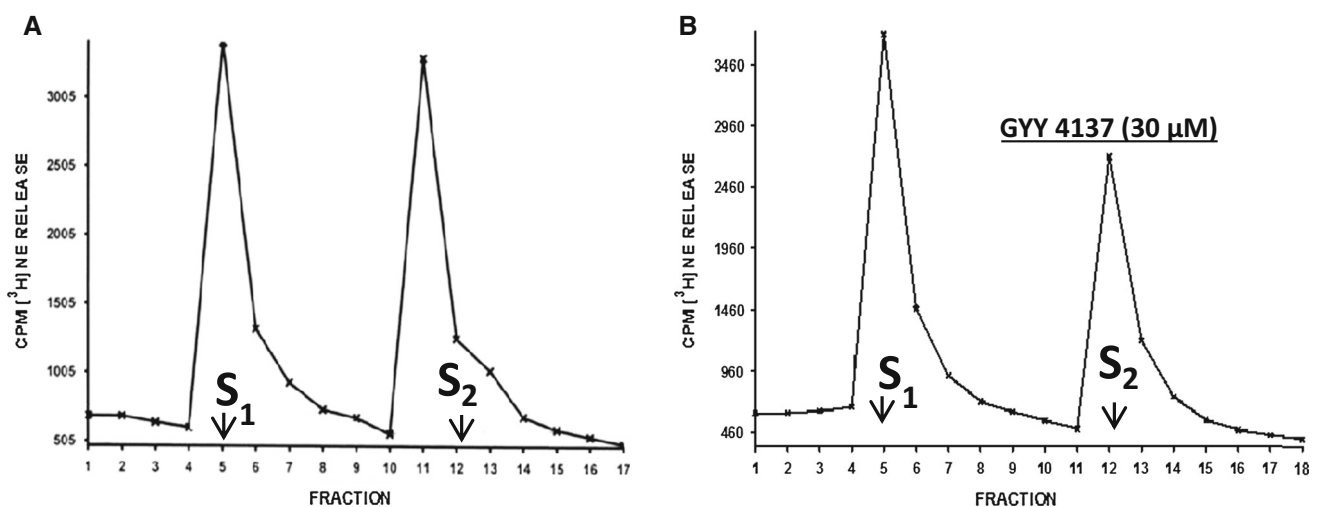 A
CPM [³H] NE RELEASE
3005
2505
2005
1505
1005
505
S₁
S₂
1 2 3 4 5 6 7 8 9 10 11 12 13 14 15 16 17
FRACTION
B
CPM [³H] NE RELEASE
3460
2960
2460
1960
1460
960
460
GYY 4137 (30 µM)
S₁
S₂
1 2 3 4 5 6 7 8 9 10 11 12 13 14 15 16 17 18
FRACTION